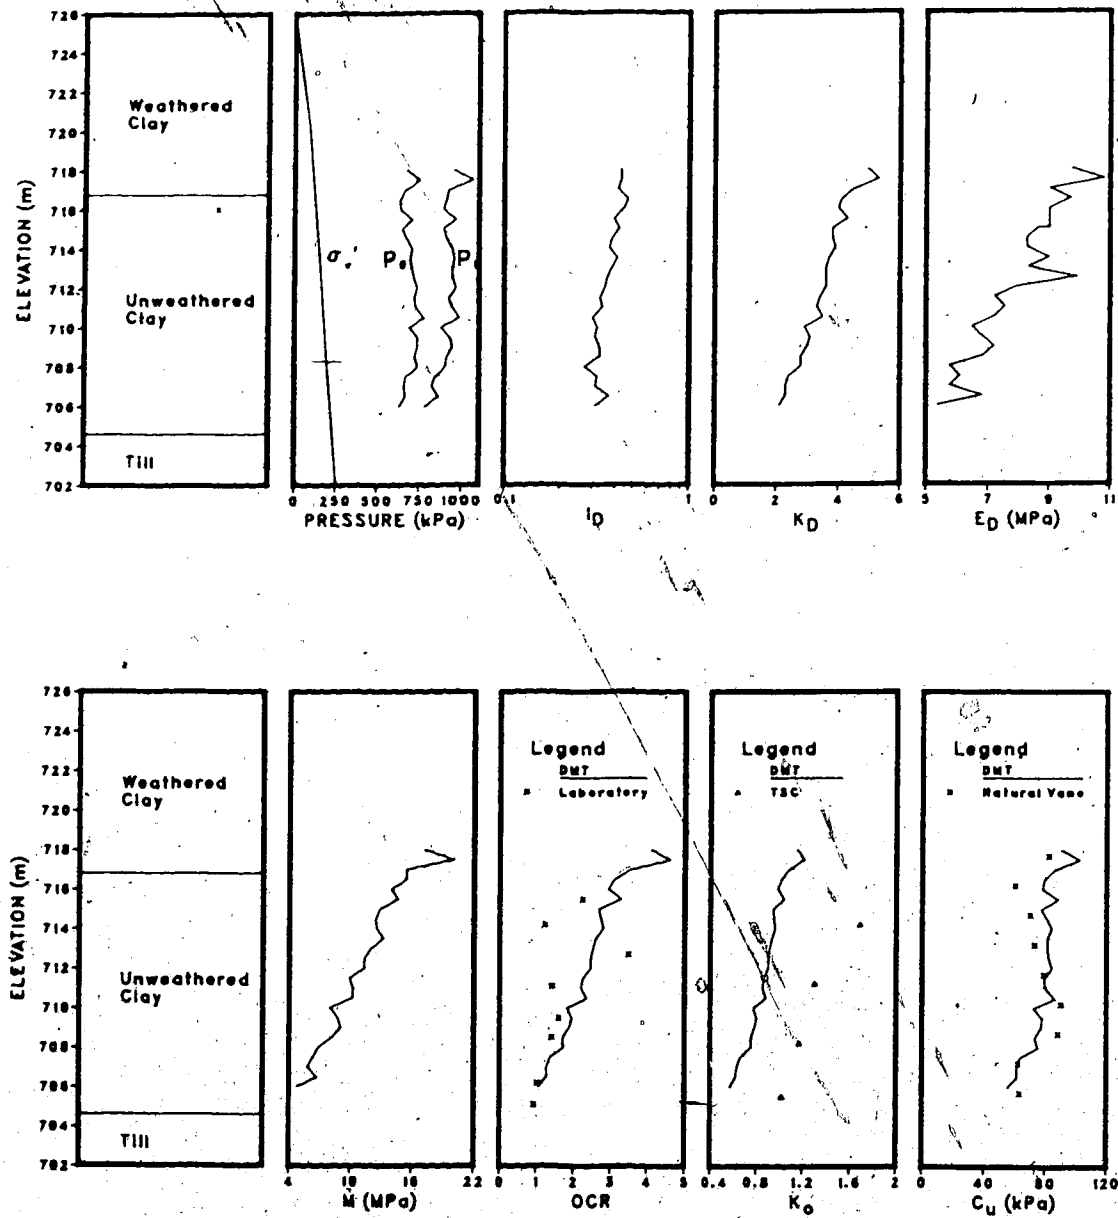 726
724
722
720
718
716
714
712
710
708
706
704
702
ELEVATION (m)
Weathered
Clay
Unweathered
Clay
Till
σv'
P0
P
0 250 500 750 1000
PRESSURE (kPa)
0.1 1
ID
0 2 4 6
KD
5 7 9 11
ED (MPa)
726
724
722
720
718
716
714
712
710
708
706
704
702
ELEVATION (m)
Weathered
Clay
Unweathered
Clay
Till
4 10 16 22
M (MPa)
Legend
DMT
Laboratory
0 1 2 3 4 5
OCR
Legend
DMT
TSC
0.4 0.8 1.2 1.6 2
Ko
Legend
DMT
Natural Vane
0 40 80 120
Cu (kPa)